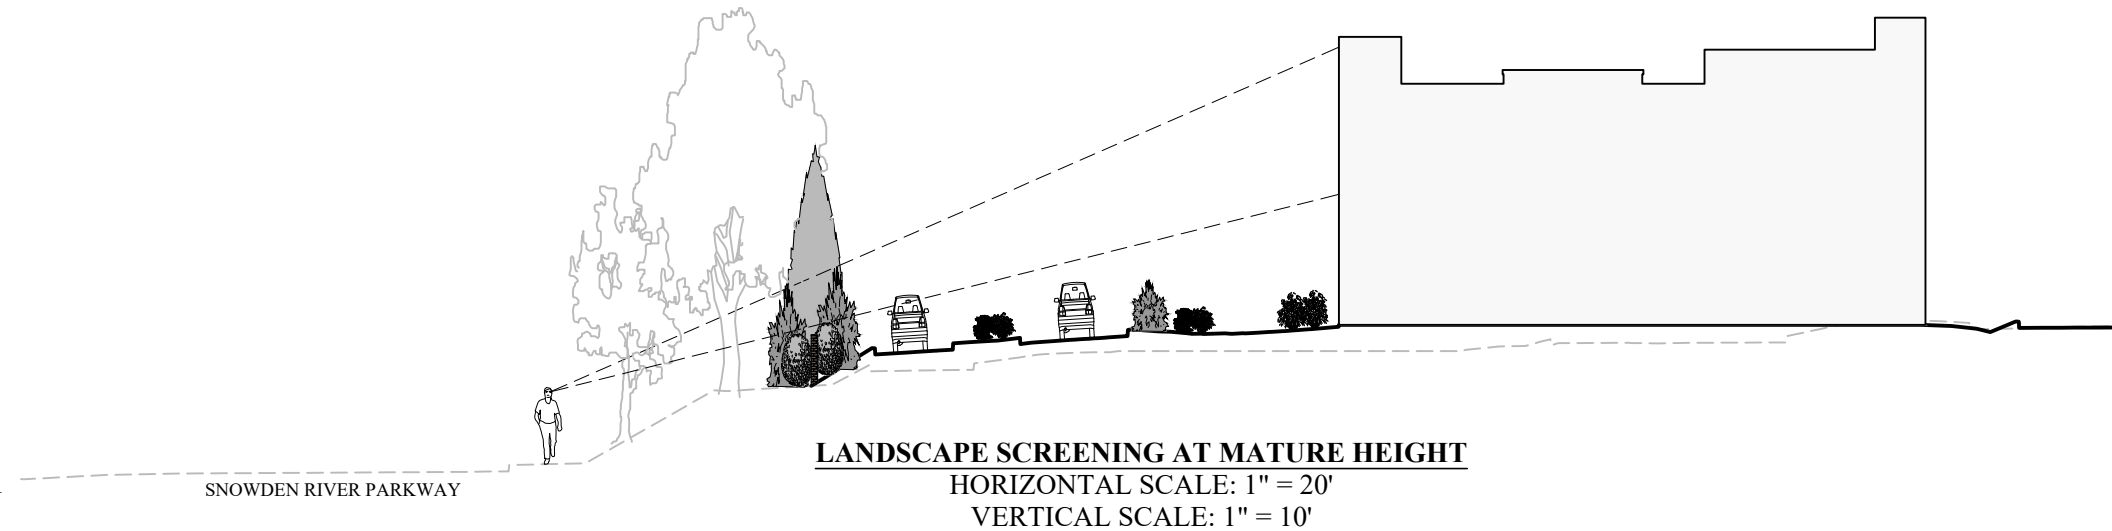 SNOWDEN RIVER PARKWAY
LANDSCAPE SCREENING AT MATURE HEIGHT
HORIZONTAL SCALE: 1" = 20'
VERTICAL SCALE: 1" = 10'